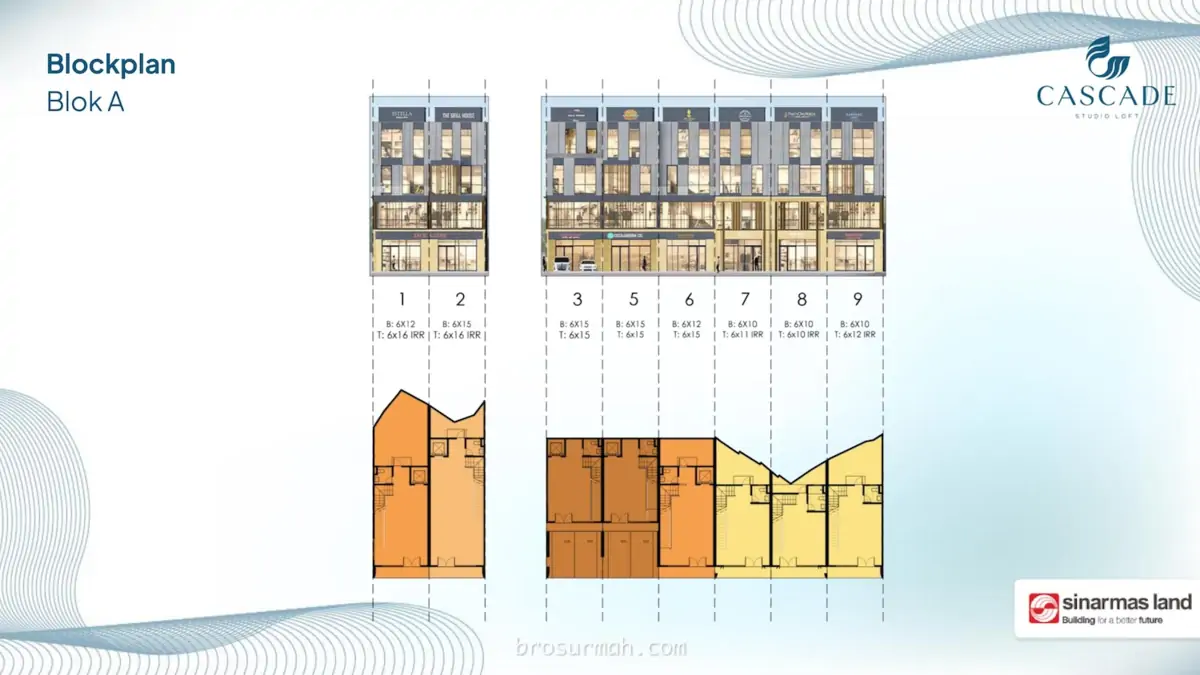 Blockplan
Blok A
CASCADE
STUDIO LOFT
1
2
3
5
6
7
8
9
B: 6X12
B: 6X15
B: 6X15
B: 6X15
B: 6X12
B: 6X10
B: 6X10
B: 6X10
T: 6x16 IRR
T: 6x16 IRR
T: 6x15
T: 6x15
T: 6x15
T: 6x11 IRR
T: 6x10 IRR
T: 6x12 IRR
sinarmas land
Building for a better future
brosurmah.com